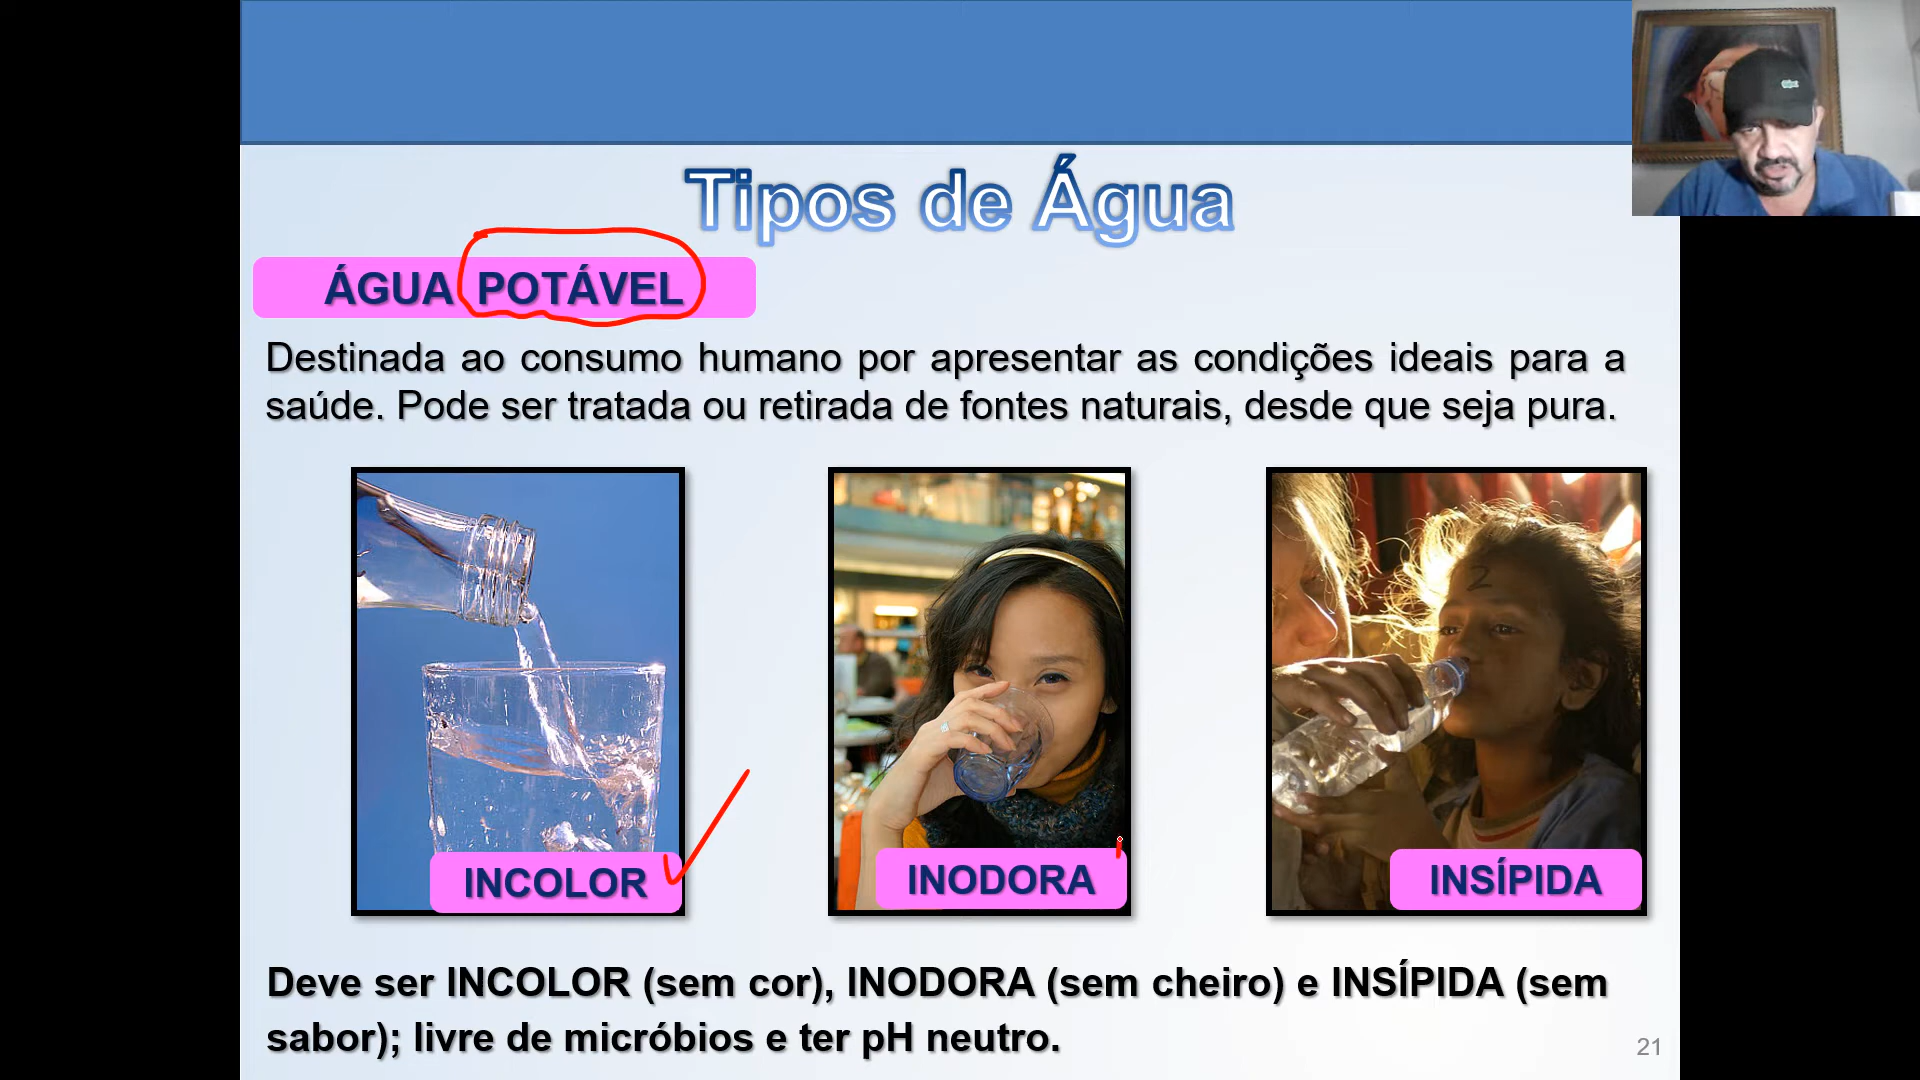 Tipos de Água
ÁGUA POTÁVEL
Destinada ao consumo humano por apresentar as condições ideais para a
saúde. Pode ser tratada ou retirada de fontes naturais, desde que seja pura.
INCOLOR
INODORA
INSÍPIDA
Deve ser INCOLOR (sem cor), INODORA (sem cheiro) e INSÍPIDA (sem
sabor); livre de micróbios e ter pH neutro.
21